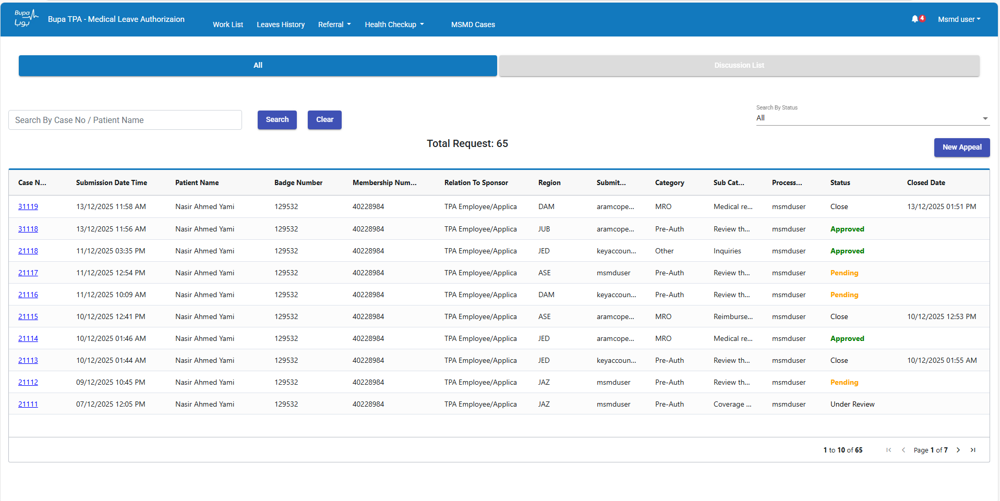 Bupa
بوبا
Bupa TPA - Medical Leave Authorizaion
Work List Leaves History Referral Health Checkup MSMD Cases
4 Msmd user
All Discussion List
Search By Status
Search By Case No / Patient Name Search Clear All
Total Request: 65
New Appeal
Case N... Submission Date Time Patient Name Badge Number Membership Num... Relation To Sponsor Region Submit... Category Sub Cat... Process... Status Closed Date
31119 13/12/2025 11:58 AM Nasir Ahmed Yami 129532 40228984 TPA Employee/Applica DAM aramcope... MRO Medical re... msmduser Close 13/12/2025 01:51 PM
31118 13/12/2025 11:56 AM Nasir Ahmed Yami 129532 40228984 TPA Employee/Applica JUB aramcope... Pre-Auth Review th... msmduser Approved
21118 11/12/2025 03:35 PM Nasir Ahmed Yami 129532 40228984 TPA Employee/Applica JED keyaccoun... Other Inquiries msmduser Approved
21117 11/12/2025 12:54 PM Nasir Ahmed Yami 129532 40228984 TPA Employee/Applica ASE msmduser Pre-Auth Review th... msmduser Pending
21116 11/12/2025 10:09 AM Nasir Ahmed Yami 129532 40228984 TPA Employee/Applica DAM keyaccoun... Pre-Auth Review th... msmduser Pending
21115 10/12/2025 12:41 PM Nasir Ahmed Yami 129532 40228984 TPA Employee/Applica ASE aramcope... MRO Reimburse... msmduser Close 10/12/2025 12:53 PM
21114 10/12/2025 01:46 AM Nasir Ahmed Yami 129532 40228984 TPA Employee/Applica JED aramcope... MRO Medical re... msmduser Approved
21113 10/12/2025 01:44 AM Nasir Ahmed Yami 129532 40228984 TPA Employee/Applica JED keyaccoun... Pre-Auth Review th... msmduser Close 10/12/2025 01:55 AM
21112 09/12/2025 10:45 PM Nasir Ahmed Yami 129532 40228984 TPA Employee/Applica JAZ msmduser Pre-Auth Review th... msmduser Pending
21111 07/12/2025 12:05 PM Nasir Ahmed Yami 129532 40228984 TPA Employee/Applica JAZ msmduser Pre-Auth Coverage ... msmduser Under Review
1 to 10 of 65 Page 1 of 7